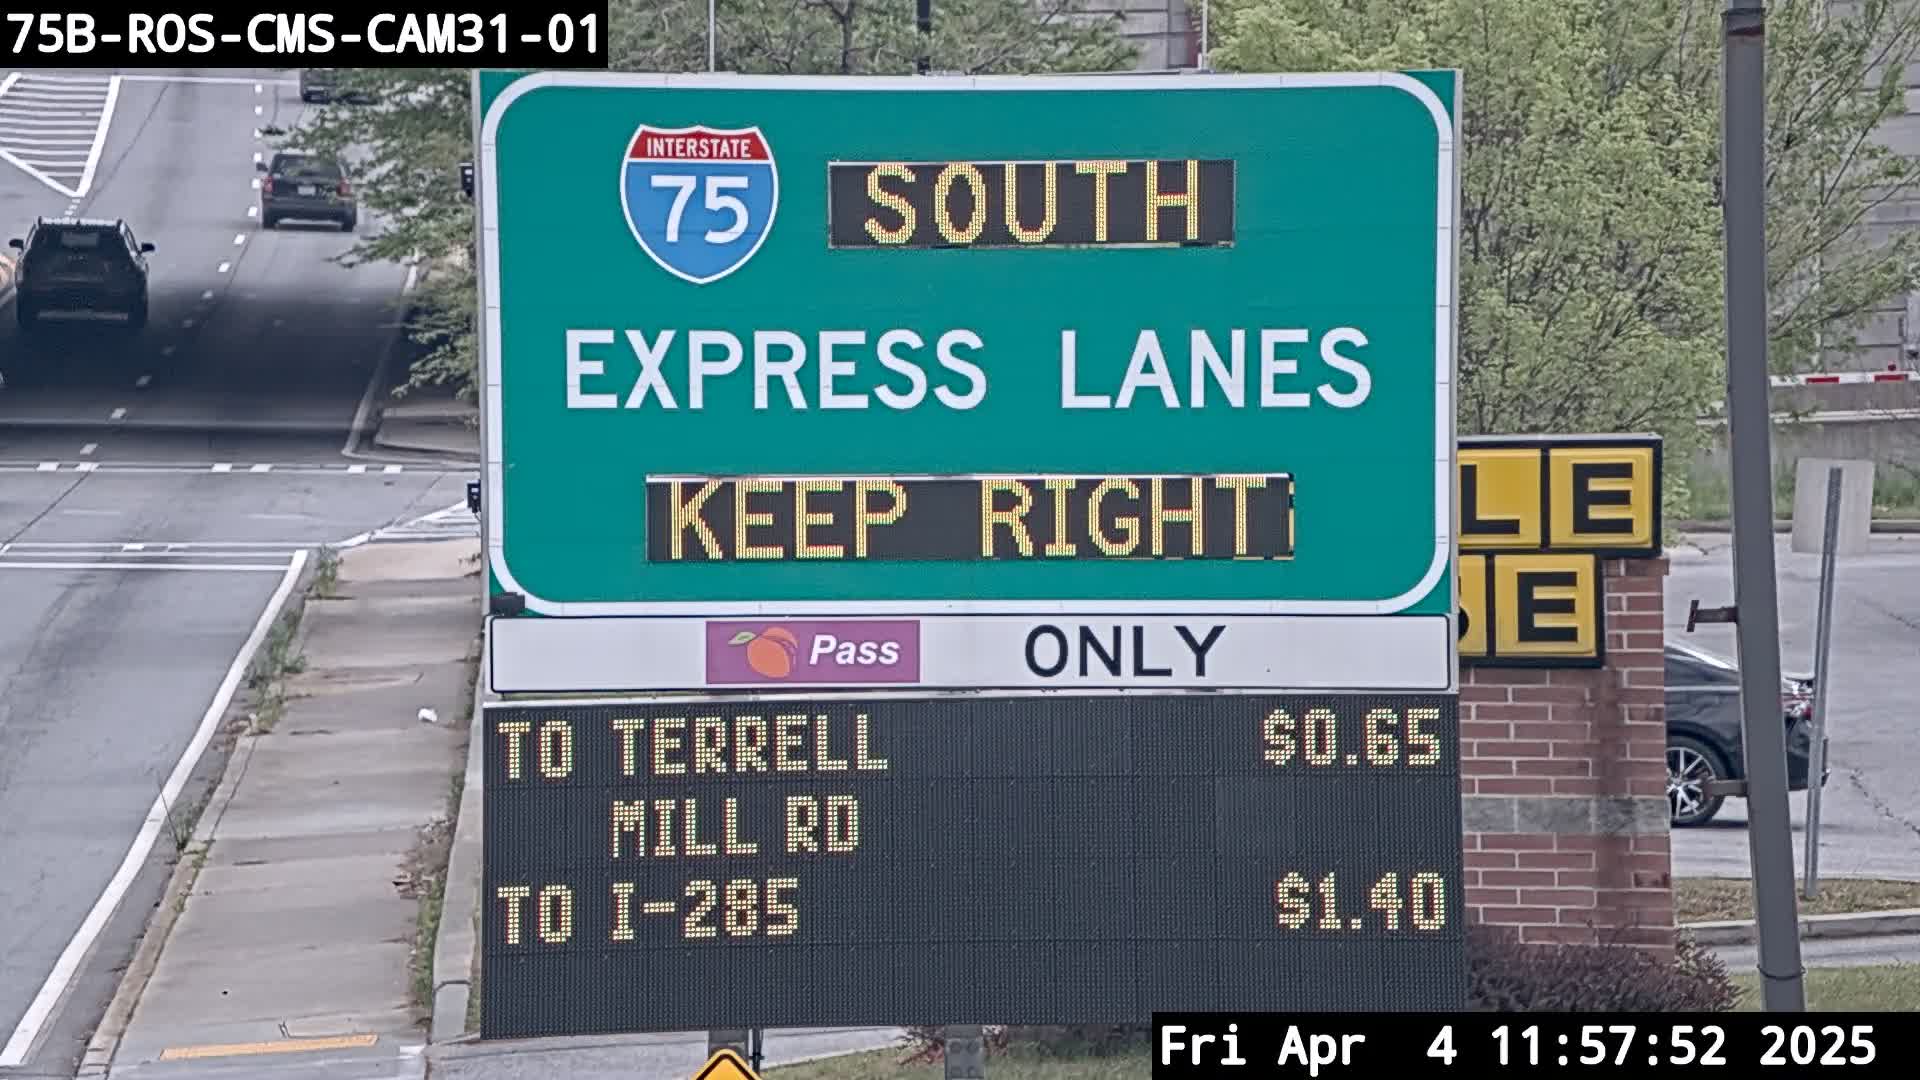 75B-ROS-CMS-CAM31-01
INTERSTATE
75
SOUTH
EXPRESS LANES
KEEP RIGHT
Pass ONLY
TO TERRELL $0.65
MILL RD
TO I-285 $1.40
LE
E
Fri Apr 4 11:57:52 2025